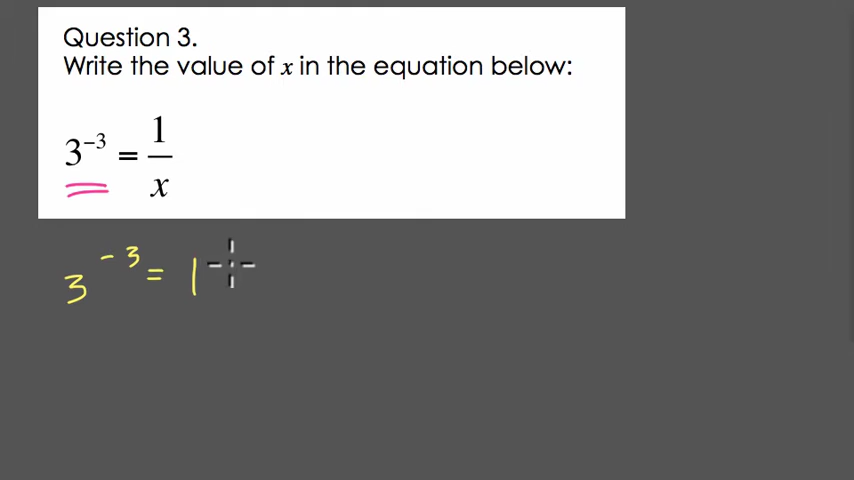 Question 3.
Write the value of x in the equation below:
3⁻³ = 1/x
3⁻³ = 1